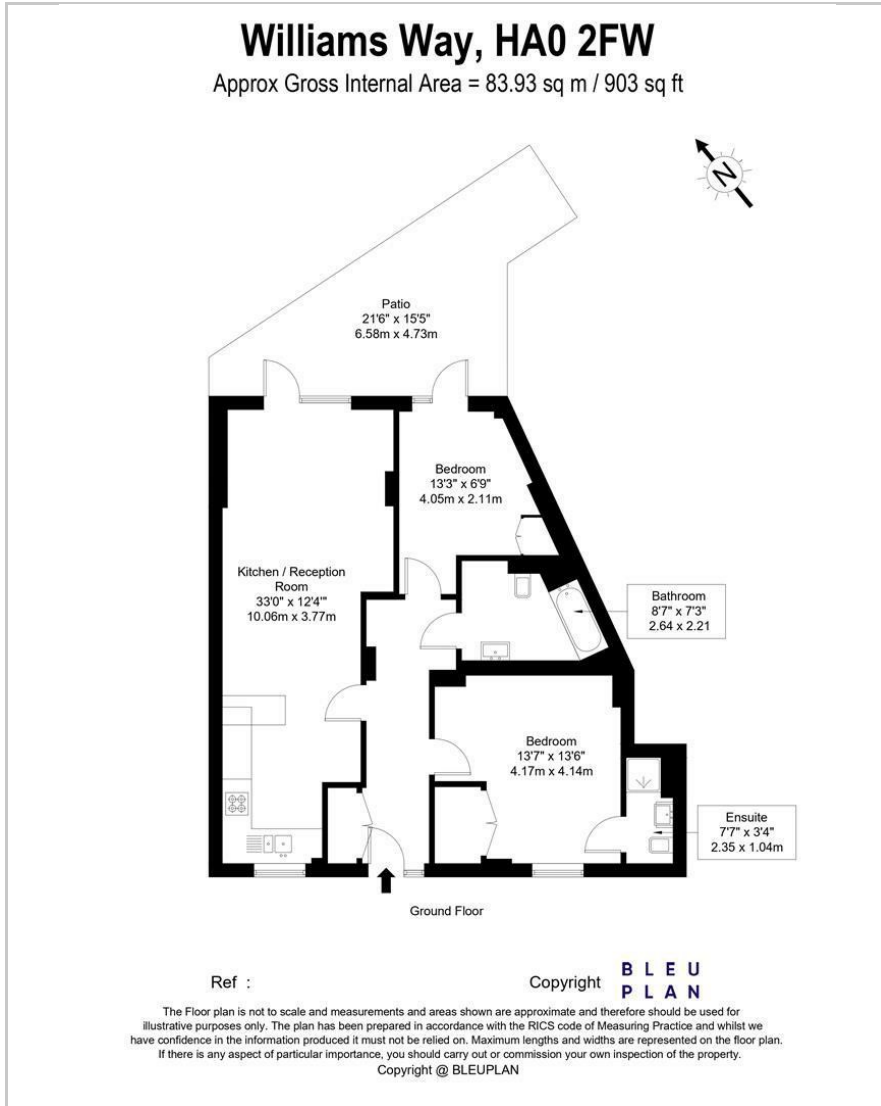 Williams Way, HA0 2FW
Approx Gross Internal Area = 83.93 sq m / 903 sq ft
N
Patio
21'6" x 15'5"
6.58m x 4.73m
Bedroom
13'3" x 6'9"
4.05m x 2.11m
Kitchen / Reception
Room
33'0" x 12'4"
10.06m x 3.77m
Bathroom
8'7" x 7'3"
2.64 x 2.21
Bedroom
13'7" x 13'6"
4.17m x 4.14m
Ensuite
7'7" x 3'4"
2.35 x 1.04m
Ground Floor
Ref :
Copyright
BLEU
PLAN
The Floor plan is not to scale and measurements and areas shown are approximate and therefore should be used for
illustrative purposes only. The plan has been prepared in accordance with the RICS code of Measuring Practice and whilst we
have confidence in the information produced it must not be relied on. Maximum lengths and widths are represented on the floor plan.
If there is any aspect of particular importance, you should carry out or commission your own inspection of the property.
Copyright @ BLEUPLAN